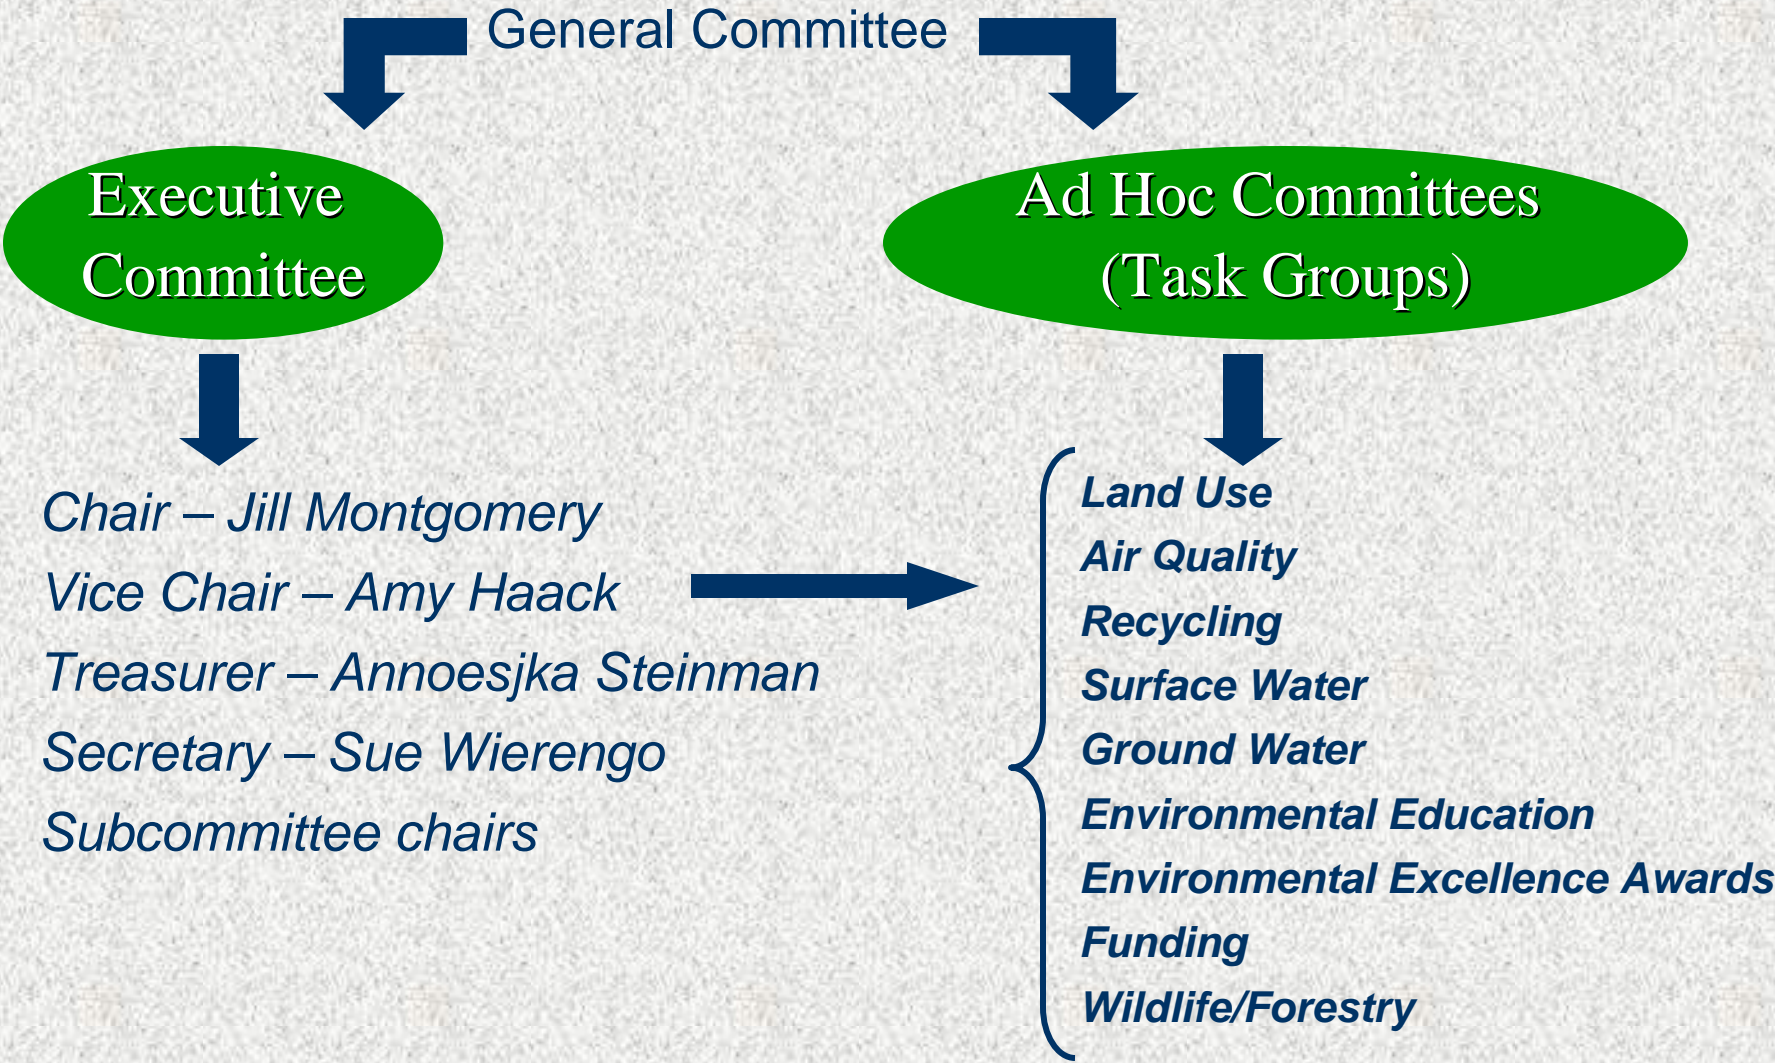 General Committee
Executive
Committee
Ad Hoc Committees
(Task Groups)
Chair – Jill Montgomery
Vice Chair – Amy Haack
Treasurer – Annoesjka Steinman
Secretary – Sue Wierengo
Subcommittee chairs
Land Use
Air Quality
Recycling
Surface Water
Ground Water
Environmental Education
Environmental Excellence Awards
Funding
Wildlife/Forestry